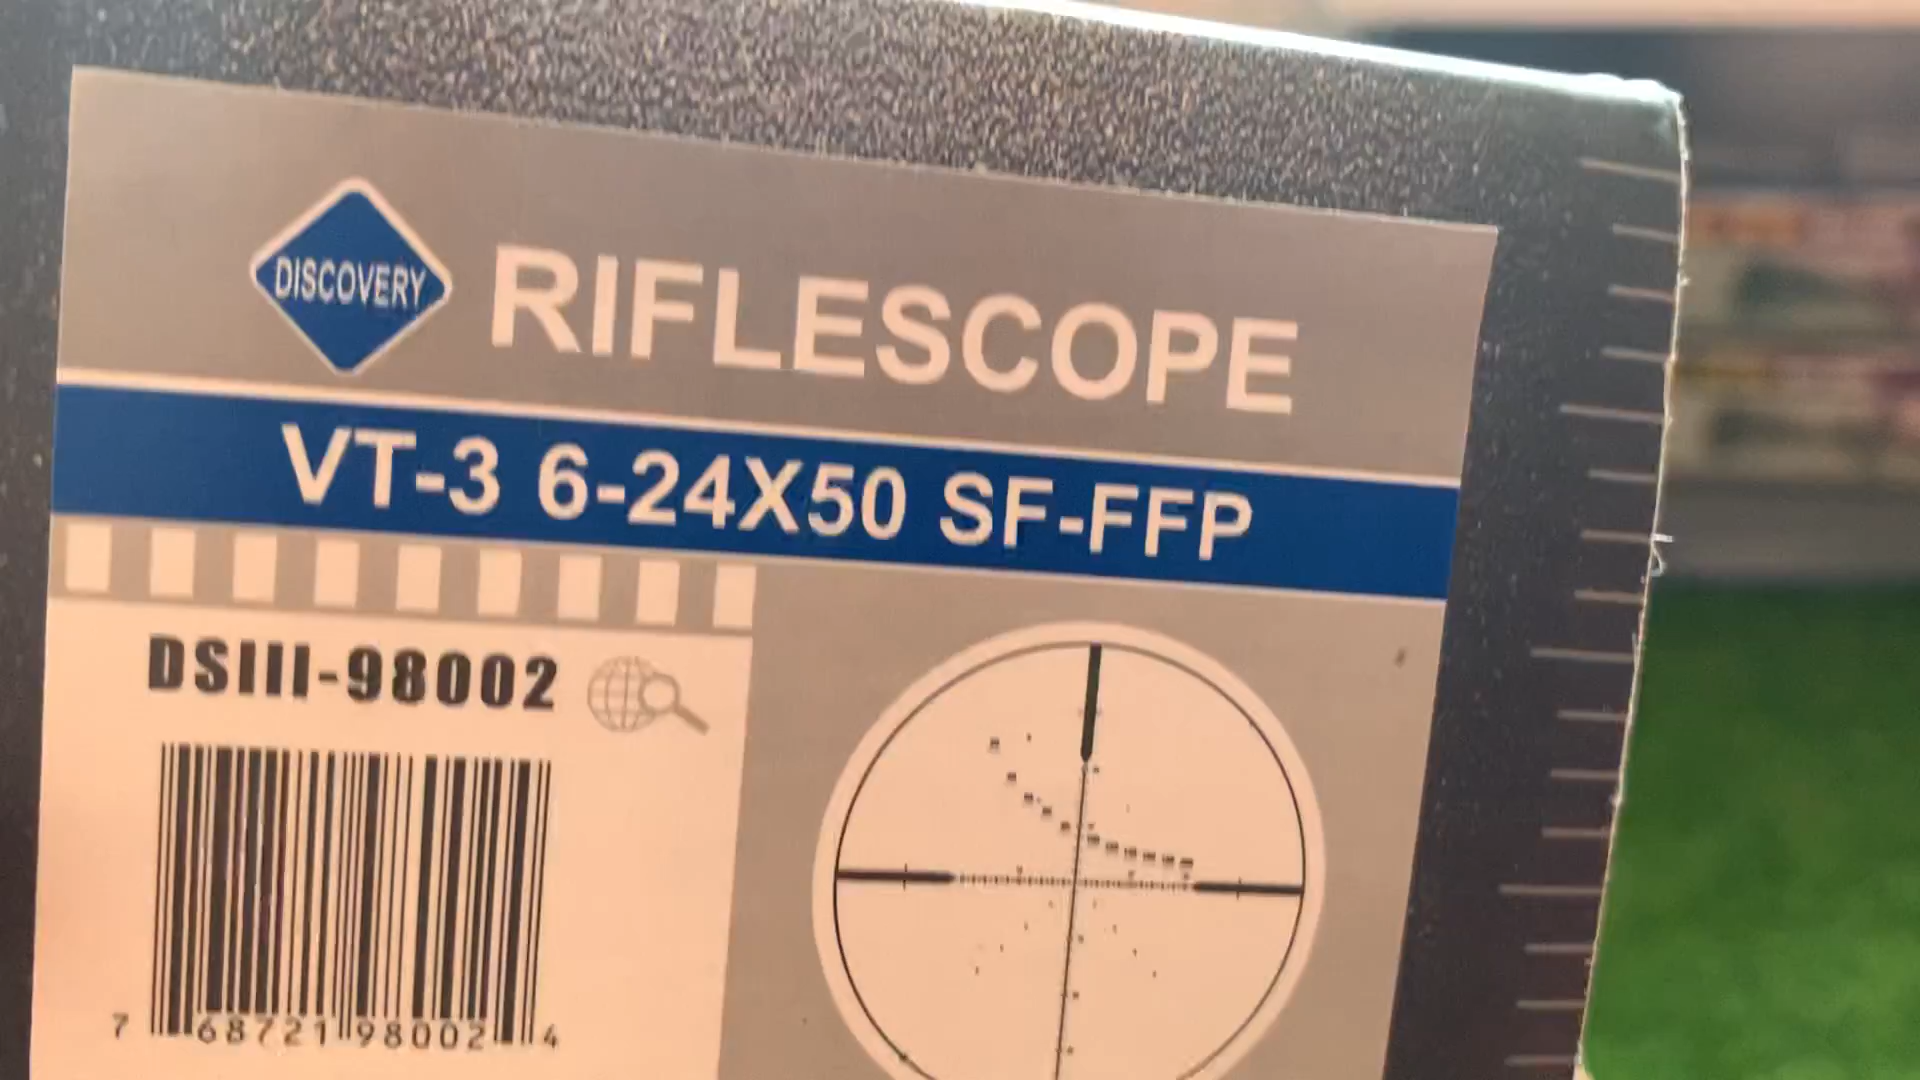 DISCOVERY
RIFLESCOPE
VT-3 6-24X50 SF-FFP
DSIII-98002
7 68721 98002 4